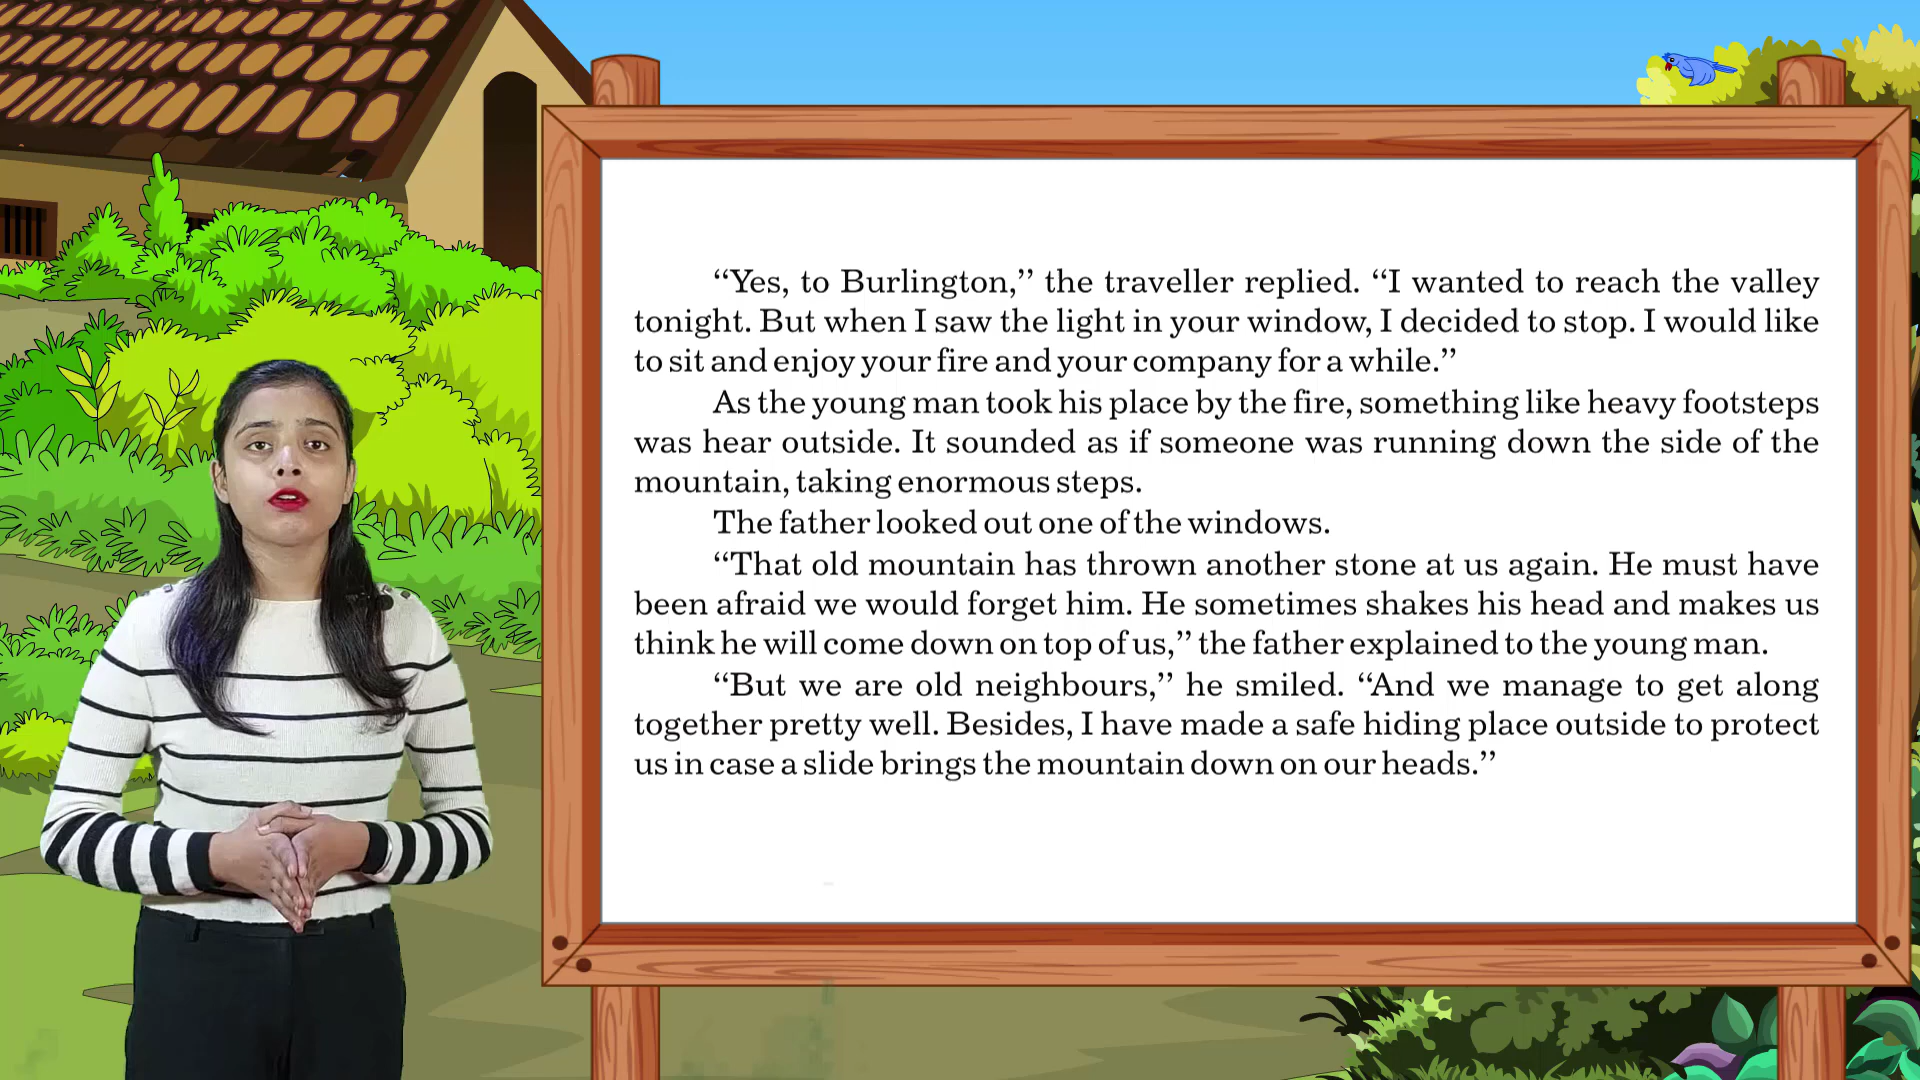 “Yes, to Burlington,” the traveller replied. “I wanted to reach the valley
tonight. But when I saw the light in your window, I decided to stop. I would like
to sit and enjoy your fire and your company for a while.”
As the young man took his place by the fire, something like heavy footsteps
was hear outside. It sounded as if someone was running down the side of the
mountain, taking enormous steps.
The father looked out one of the windows.
“That old mountain has thrown another stone at us again. He must have
been afraid we would forget him. He sometimes shakes his head and makes us
think he will come down on top of us,” the father explained to the young man.
“But we are old neighbours,” he smiled. “And we manage to get along
together pretty well. Besides, I have made a safe hiding place outside to protect
us in case a slide brings the mountain down on our heads.”